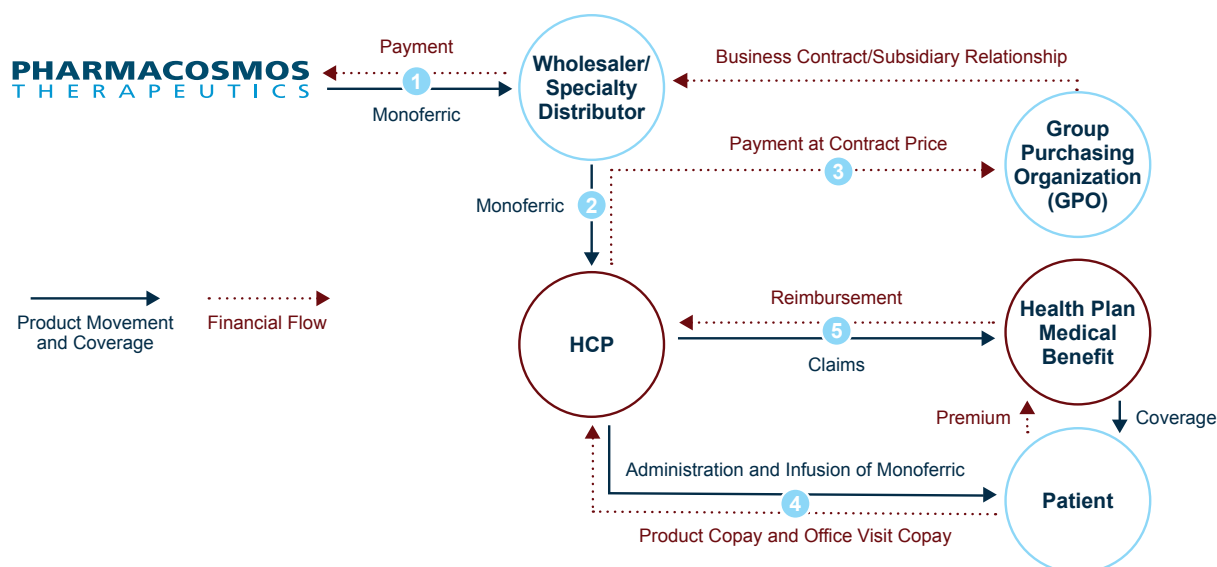 PHARMACOSMOS
THERAPEUTICS
Payment
1
Monoferric
Wholesaler/
Specialty
Distributor
Business Contract/Subsidiary Relationship
Group
Purchasing
Organization
(GPO)
Payment at Contract Price
3
Monoferric
2
Product Movement
and Coverage
Financial Flow
HCP
Reimbursement
5
Claims
Health Plan
Medical
Benefit
Premium
Coverage
Administration and Infusion of Monoferric
4
Product Copay and Office Visit Copay
Patient